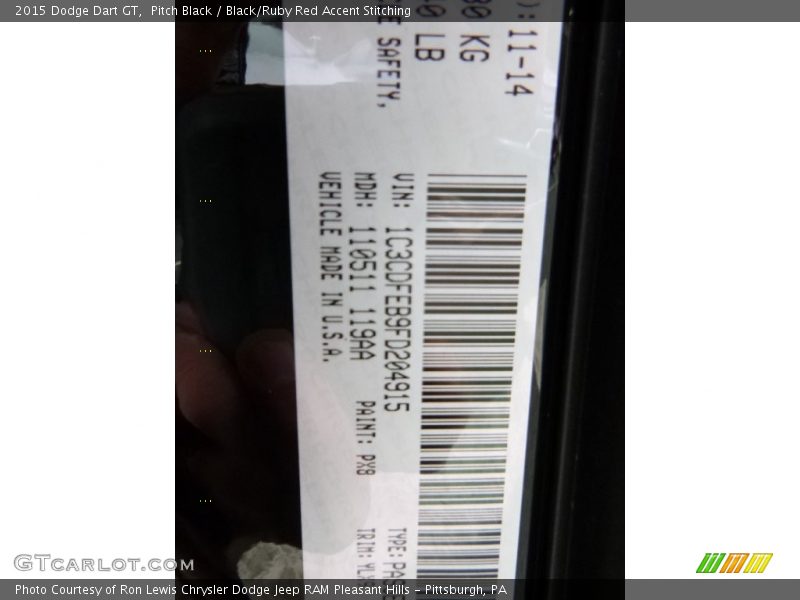 2015 Dodge Dart GT, Pitch Black / Black/Ruby Red Accent Stitching
): 11-14
80 KG
0 LB
SAFETY,
VIN: 1C3CDFEB9FD204915
TYPE:
MDH: 110511 119AA PAINT: PX8
TRIM:
VEHICLE MADE IN U.S.A.
GTCARLOT.COM
Photo Courtesy of Ron Lewis Chrysler Dodge Jeep RAM Pleasant Hills - Pittsburgh, PA